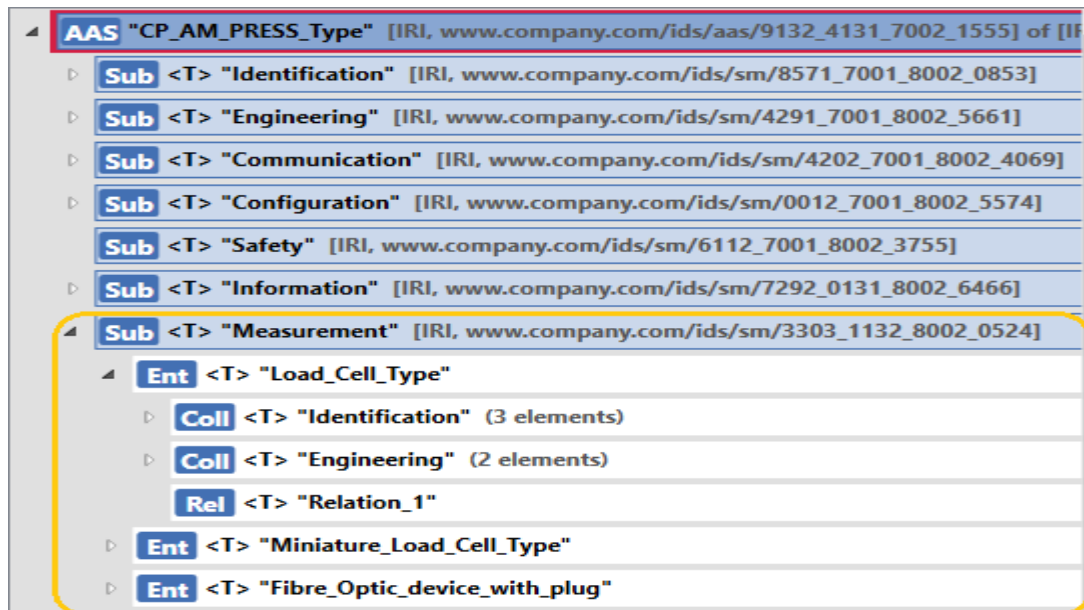 AAS "CP_AM_PRESS_Type" [IRI, www.company.com/ids/aas/9132_4131_7002_1555] of [IF
Sub <T> "Identification" [IRI, www.company.com/ids/sm/8571_7001_8002_0853]
Sub <T> "Engineering" [IRI, www.company.com/ids/sm/4291_7001_8002_5661]
Sub <T> "Communication" [IRI, www.company.com/ids/sm/4202_7001_8002_4069]
Sub <T> "Configuration" [IRI, www.company.com/ids/sm/0012_7001_8002_5574]
Sub <T> "Safety" [IRI, www.company.com/ids/sm/6112_7001_8002_3755]
Sub <T> "Information" [IRI, www.company.com/ids/sm/7292_0131_8002_6466]
Sub <T> "Measurement" [IRI, www.company.com/ids/sm/3303_1132_8002_0524]
Ent <T> "Load_Cell_Type"
Coll <T> "Identification" (3 elements)
Coll <T> "Engineering" (2 elements)
Rel <T> "Relation_1"
Ent <T> "Miniature_Load_Cell_Type"
Ent <T> "Fibre_Optic_device_with_plug"